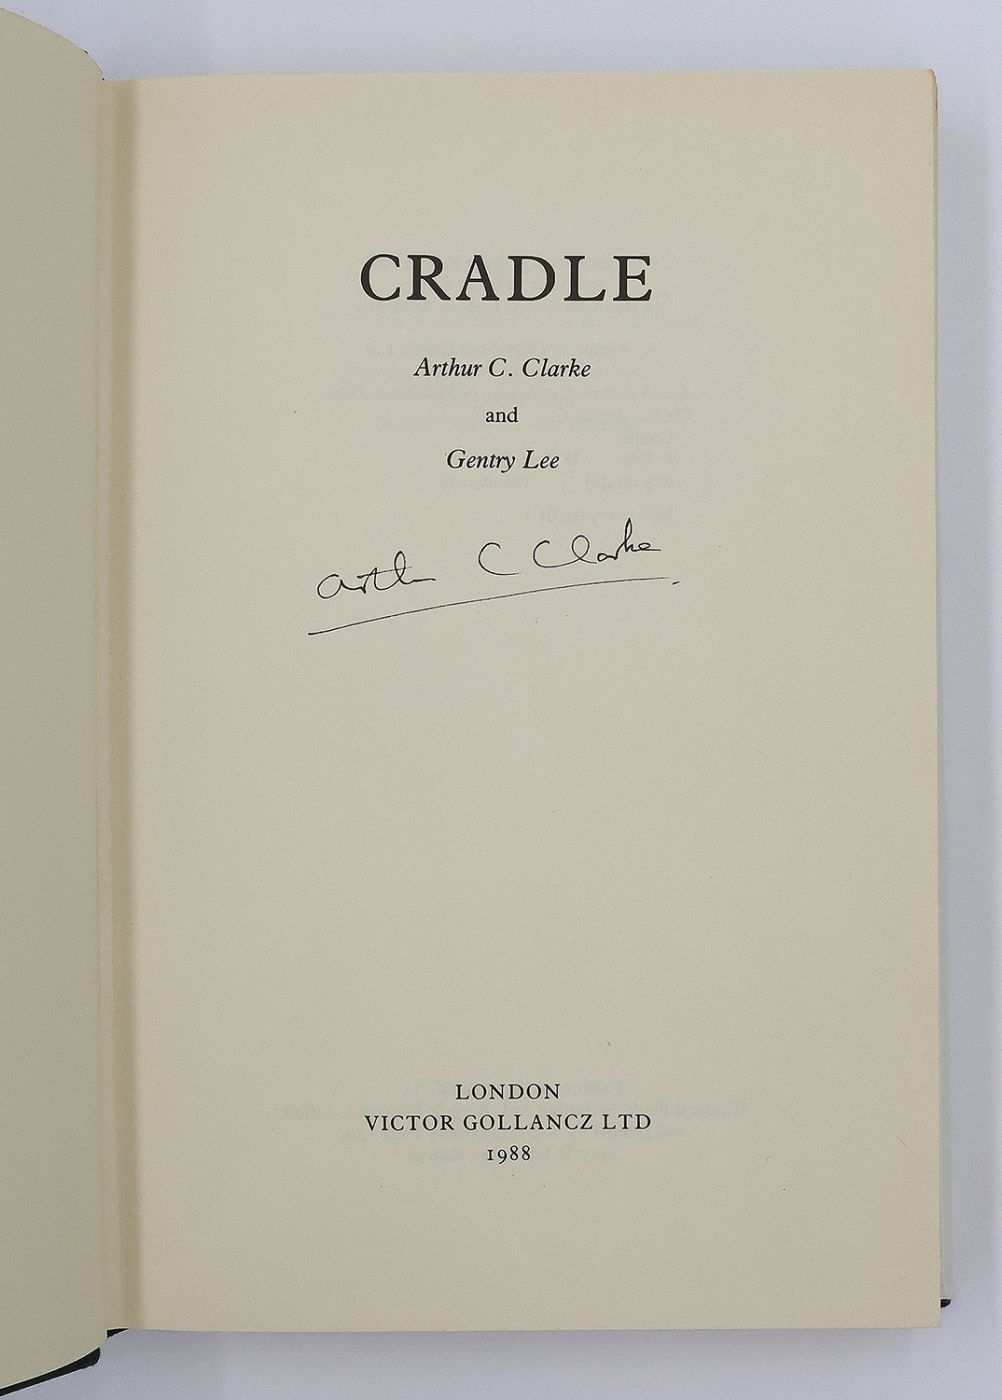 CRADLE
Arthur C. Clarke
and
Gentry Lee
Arthur C Clarke
LONDON
VICTOR GOLLANCZ LTD
1988